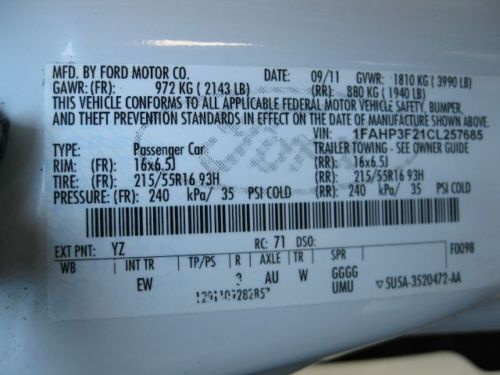 MFD. BY FORD MOTOR CO. DATE: 09/11 GVWR: 1810 KG ( 3990 LB)
GAWR: (FR): 972 KG ( 2143 LB) (RR): 880 KG ( 1940 LB)
THIS VEHICLE CONFORMS TO ALL APPLICABLE FEDERAL MOTOR VEHICLE SAFETY, BUMPER,
AND THEFT PREVENTION STANDARDS IN EFFECT ON THE DATE OF MANUFACTURE SHOWN ABOVE.
VIN: 1FAHP3F21CL257685
TYPE: Passenger Car TRAILER TOWING - SEE OWNER GUIDE
RIM: (FR): 16x6.5J (RR): 16x6.5J
TIRE: (FR): 215/55R16 93H (RR): 215/55R16 93H
PRESSURE: (FR): 240 kPa/ 35 PSI COLD (RR): 240 kPa/ 35 PSI COLD
Ford
EXT PNT: YZ RC: 71 DSO: F0098
WB INT TR TP/PS R AXLE TR SPR
EW 3 AU W GGGG
UMU
▽5U5A-3520472-AA